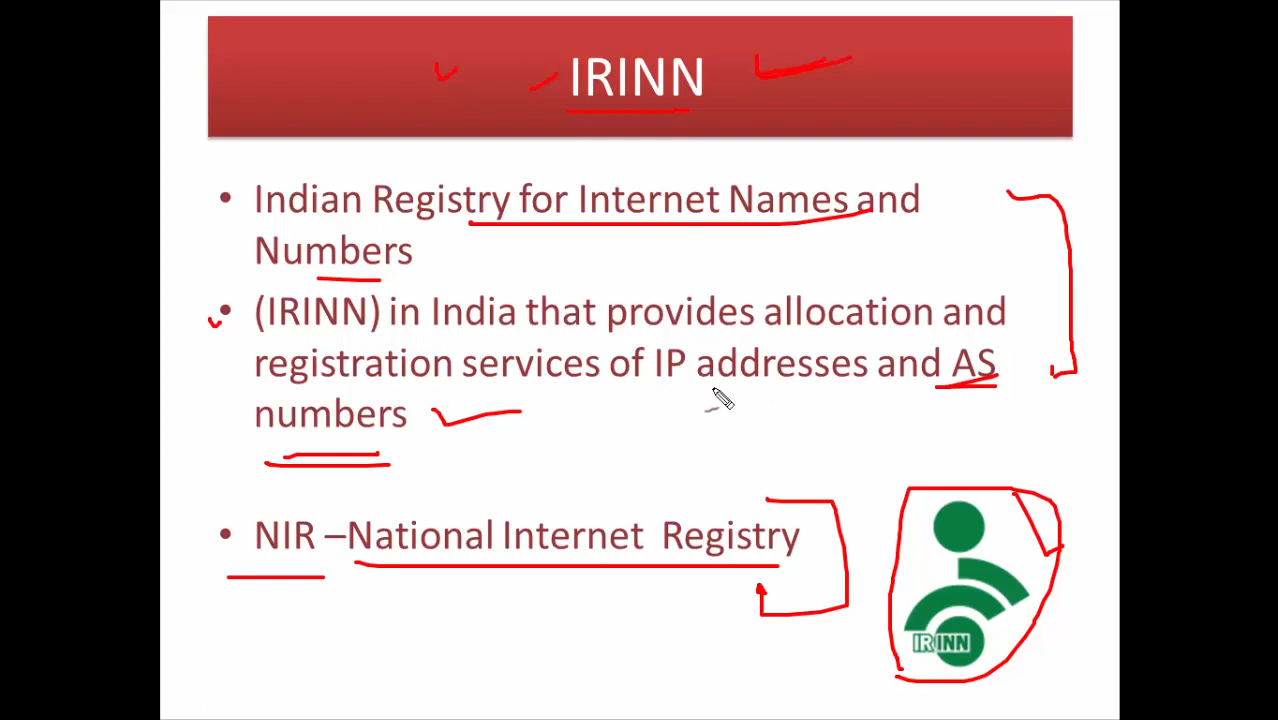 IRINN
• Indian Registry for Internet Names and
Numbers
• (IRINN) in India that provides allocation and
registration services of IP addresses and AS
numbers
• NIR –National Internet Registry
IRINN